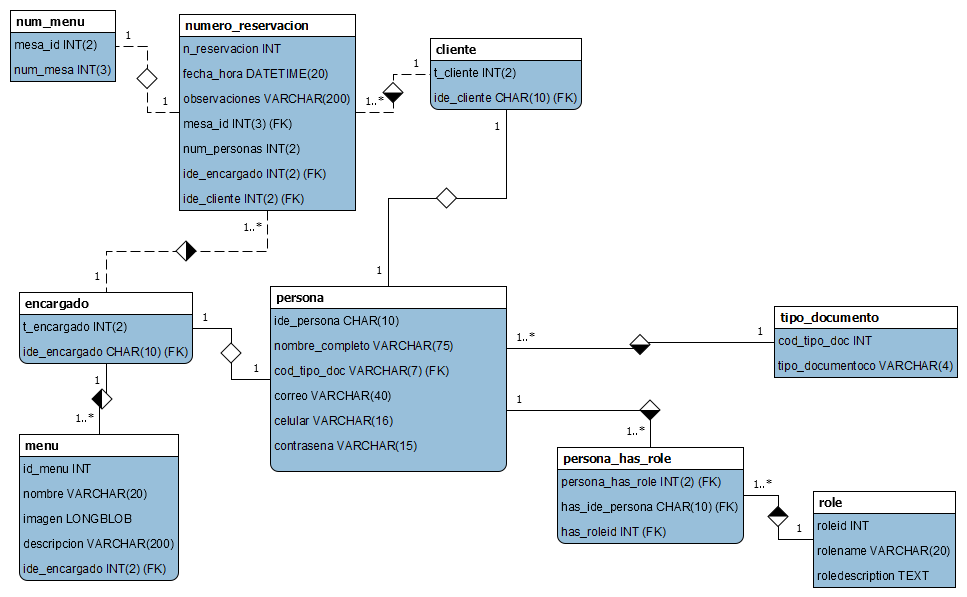 num_menu
mesa_id INT(2)
num_mesa INT(3)
1
1
numero_reservacion
n_reservacion INT
fecha_hora DATETIME(20)
observaciones VARCHAR(200)
mesa_id INT(3) (FK)
num_personas INT(2)
ide_encargado INT(2) (FK)
ide_cliente INT(2) (FK)
1
1..*
cliente
t_cliente INT(2)
ide_cliente CHAR(10) (FK)
1
1
1..*
1
encargado
t_encargado INT(2)
ide_encargado CHAR(10) (FK)
1
1
1
1..*
persona
ide_persona CHAR(10)
nombre_completo VARCHAR(75)
cod_tipo_doc VARCHAR(7) (FK)
correo VARCHAR(40)
celular VARCHAR(16)
contrasena VARCHAR(15)
1..*
1
tipo_documento
cod_tipo_doc INT
tipo_documentoco VARCHAR(4)
1
1..*
menu
id_menu INT
nombre VARCHAR(20)
imagen LONGBLOB
descripcion VARCHAR(200)
ide_encargado INT(2) (FK)
persona_has_role
persona_has_role INT(2) (FK)
has_ide_persona CHAR(10) (FK)
has_roleid INT (FK)
1..*
1
role
roleid INT
rolename VARCHAR(20)
roledescription TEXT